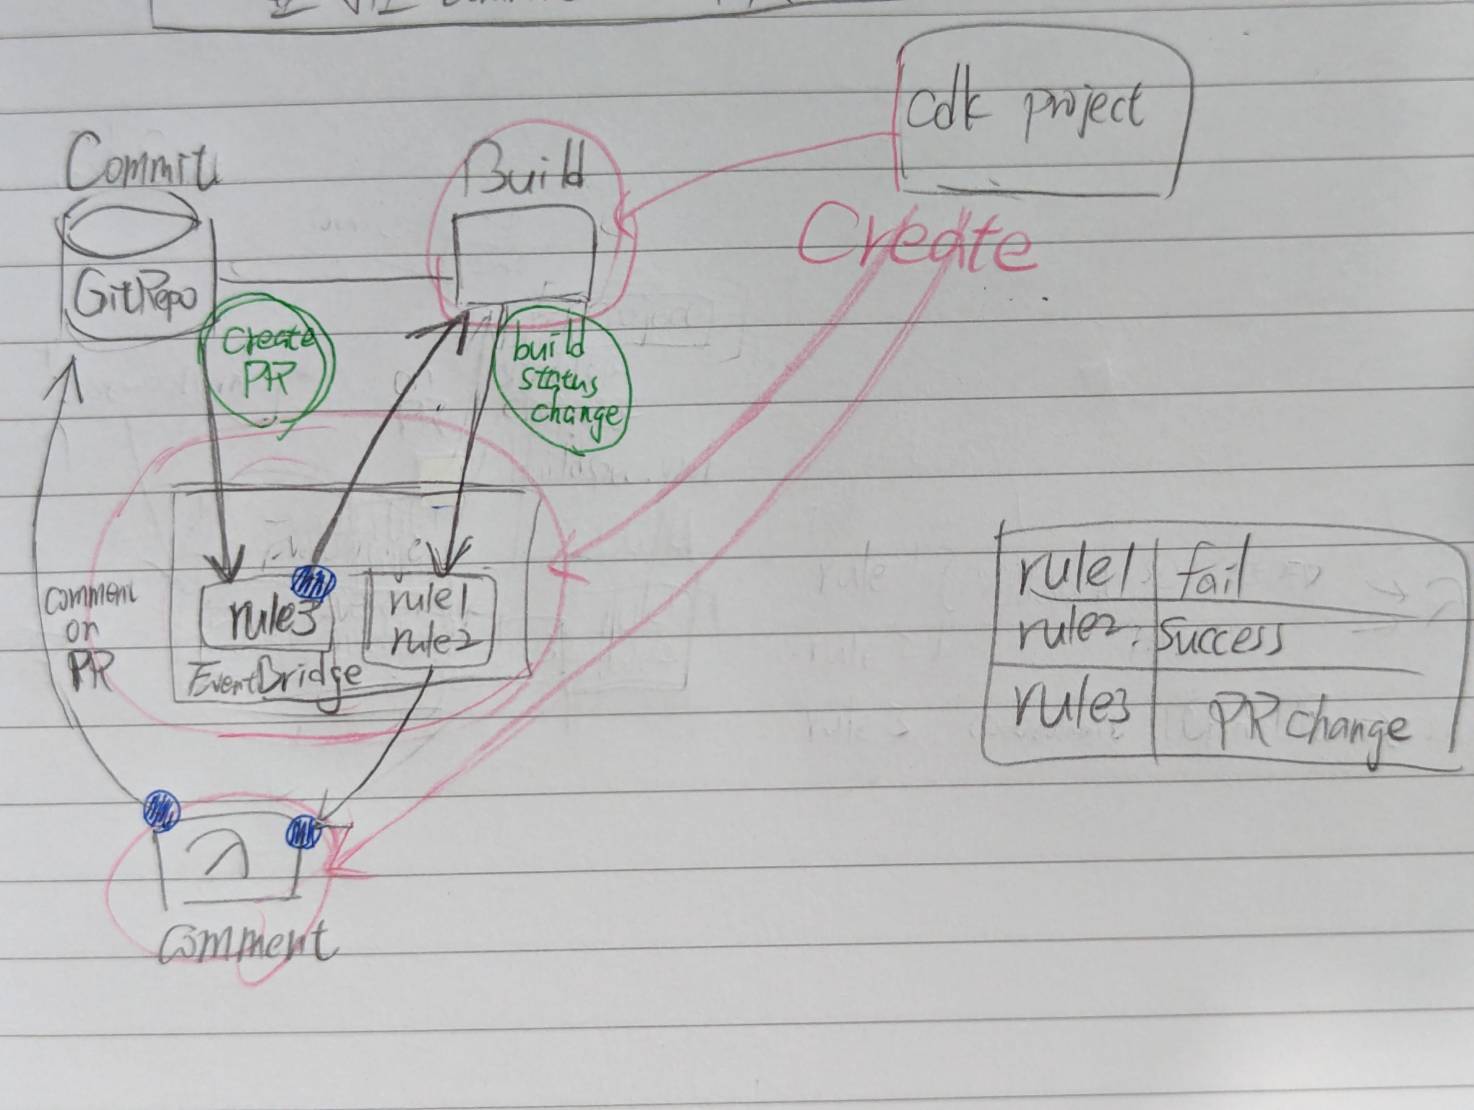 cdk project
Commit
Build
GitRepo
Create
create
PR
build
status
change
comment
on
PR
rule3
rule1
rule2
EventBridge
rule1 fail
rule2: Success
rule3 PR change
λ
Comment